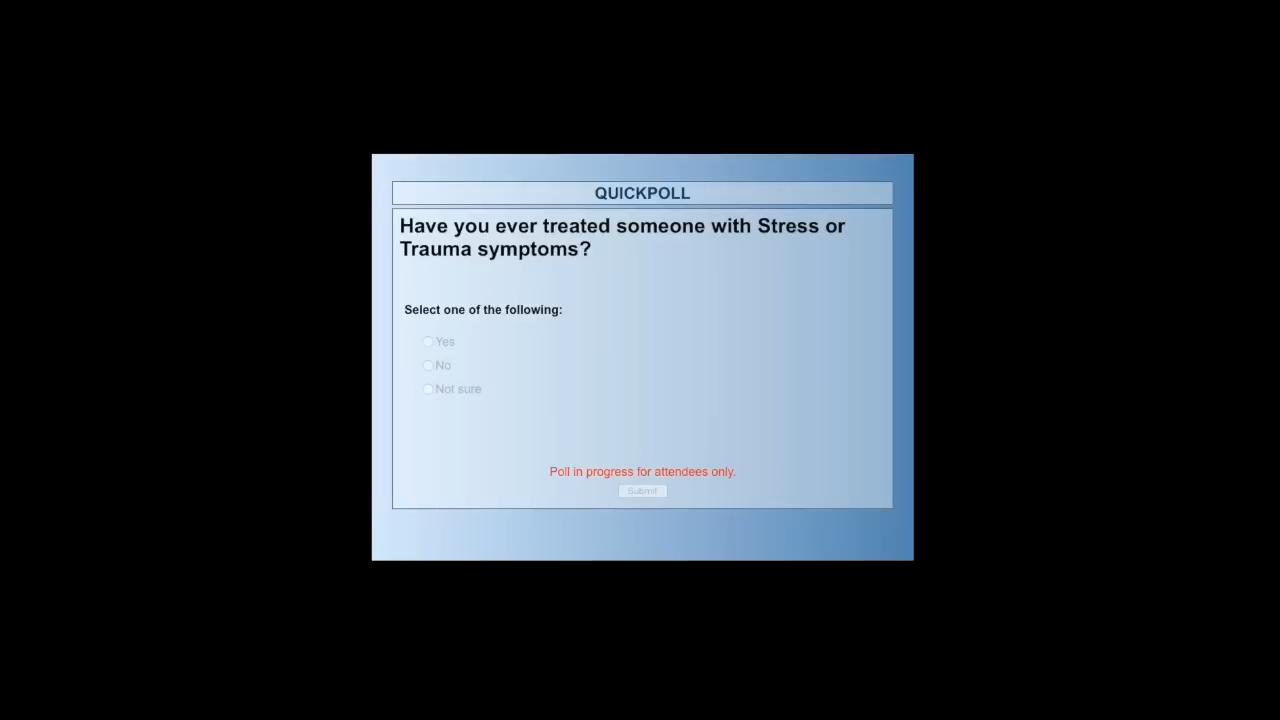 QUICKPOLL
Have you ever treated someone with Stress or
Trauma symptoms?
Select one of the following:
Yes
No
Not sure
Poll in progress for attendees only.
Submit